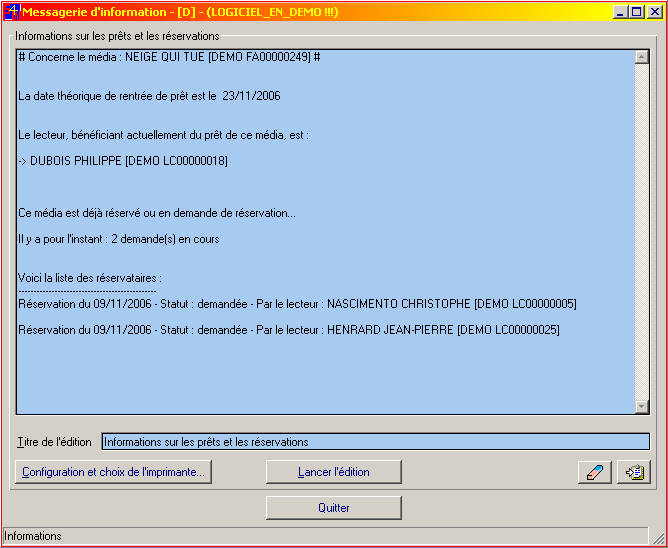 Messagerie d'information - [D] - (LOGICIEL_EN_DEMO !!!)
Informations sur les prêts et les réservations
# Concerne le média : NEIGE QUI TUE [DEMO FA00000249] #
La date théorique de rentrée de prêt est le 23/11/2006
Le lecteur, bénéficiant actuellement du prêt de ce média, est :
-> DUBOIS PHILIPPE [DEMO LC00000018]
Ce média est déjà réservé ou en demande de réservation...
Il y a pour l'instant : 2 demande(s) en cours
Voici la liste des réservataires :
----------------------------------------------
Réservation du 09/11/2006 - Statut : demandée - Par le lecteur : NASCIMENTO CHRISTOPHE [DEMO LC00000005]
Réservation du 09/11/2006 - Statut : demandée - Par le lecteur : HENRARD JEAN-PIERRE [DEMO LC00000025]
Titre de l'édition Informations sur les prêts et les réservations
Configuration et choix de l'imprimante... Lancer l'édition
Quitter
Informations